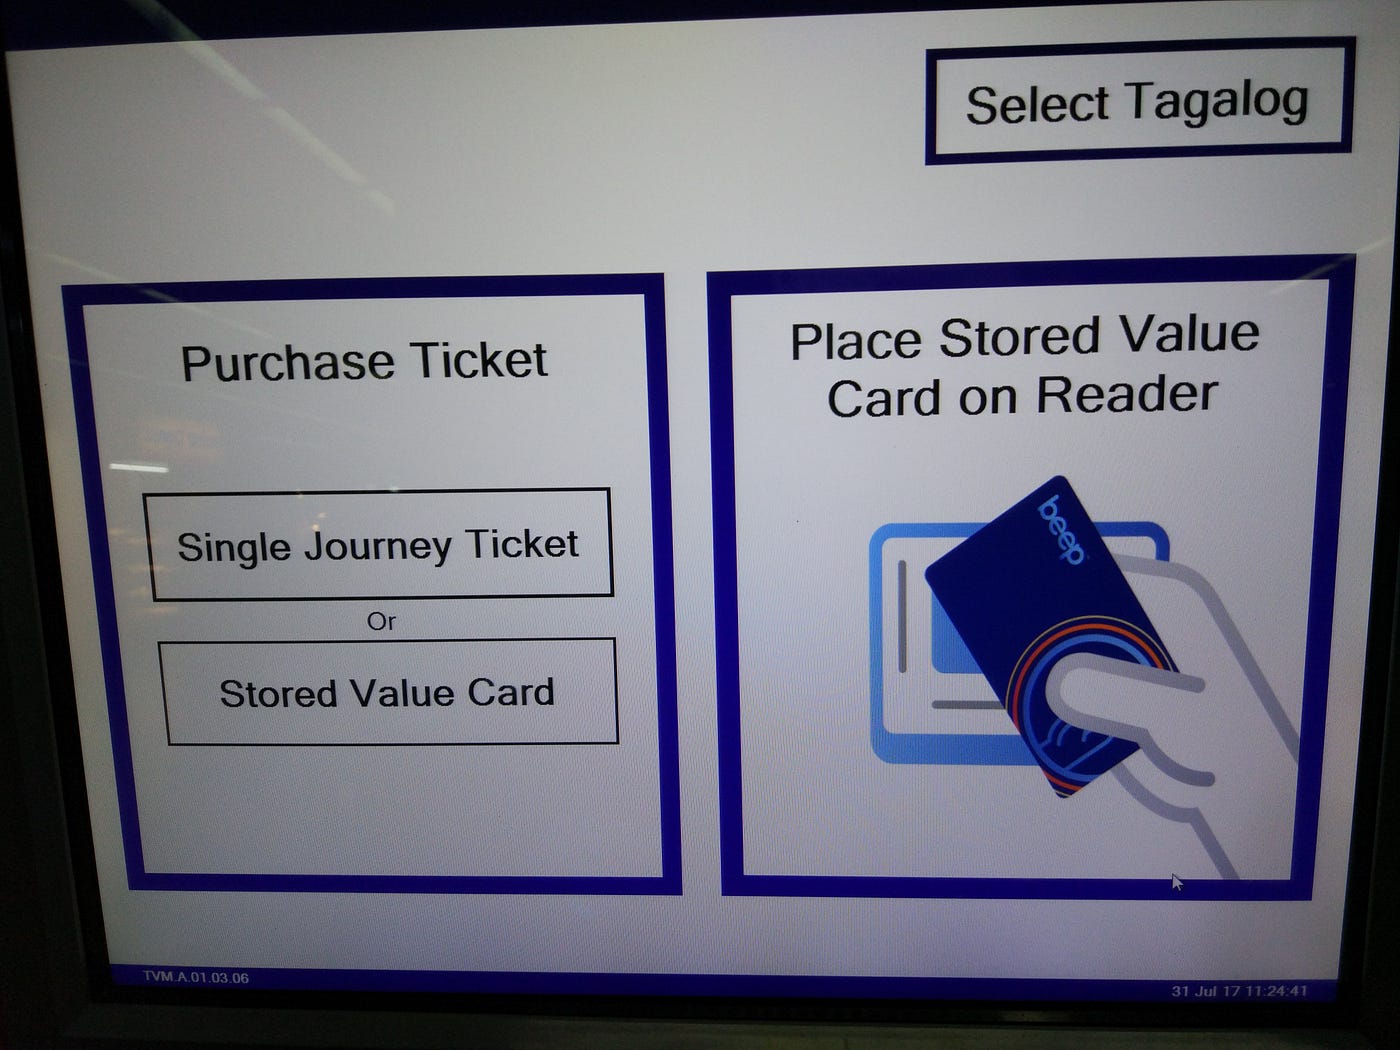 Select Tagalog
Purchase Ticket
Single Journey Ticket
Or
Stored Value Card
Place Stored Value
Card on Reader
beep
TVM.A.01.03.06
31 Jul 17 11:24:41